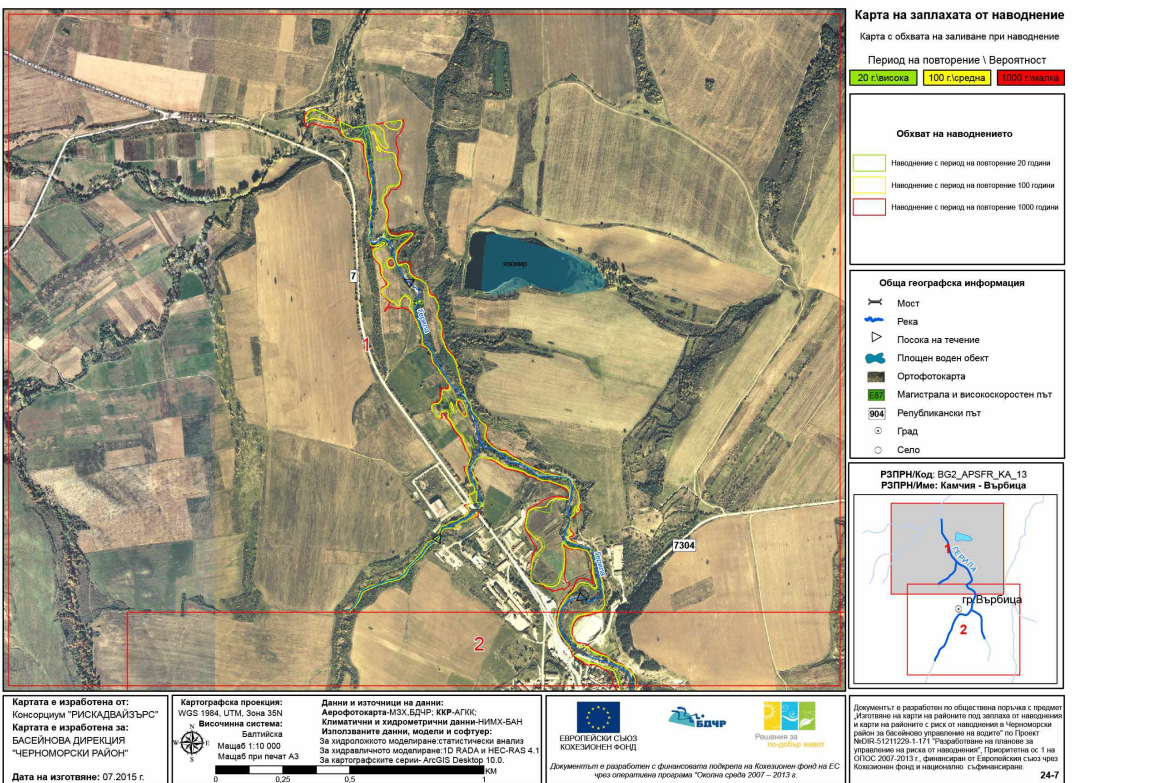 Карта на заплахата от наводнение
Карта с обхвата на заливане при наводнение
Период на повторение \ Вероятност
20 г.\висока
100 г.\средна
1000 г.\малка
Обхват на наводнението
Наводнение с период на повторение 20 години
Наводнение с период на повторение 100 години
Наводнение с период на повторение 1000 години
Обща географска информация
Мост
Река
Посока на течение
Площен воден обект
Ортофотокарта
E87 Магистрала и високоскоростен път
904 Републикански път
Град
Село
РЗПРН/Код: BG2_APSFR_KA_13
РЗПРН/Име: Камчия - Върбица
1
ГЕРИЛА
гр.Върбица
2
язовир
7
1
Герила
7304
Герила
2
Картата е изработена от:
Консорциум "РИСКАДВАЙЗЪРС"
Картата е изработена за:
БАСЕЙНОВА ДИРЕКЦИЯ
"ЧЕРНОМОРСКИ РАЙОН"
Дата на изготвяне: 07.2015 г.
Картографска проекция:
WGS 1984, UTM, Зона 35N
Височинна система:
Балтийска
Мащаб 1:10 000
Мащаб при печат А3
N
W
E
S
0 0,25 0,5 1
КМ
Данни и източници на данни:
Аерофотокарта-МЗХ,БДЧР; ККР-АГКК;
Климатични и хидрометрични данни-НИМХ-БАН
Използваните данни, модели и софтуер:
За хидроложкото моделиране:статистически анализ
За хидравличното моделиране:1D RADA и HEC-RAS 4.1
За картографските серии- ArcGIS Desktop 10.0.
ЕВРОПЕЙСКИ СЪЮЗ
КОХЕЗИОНЕН ФОНД
БДЧР
Решения за
по-добър живот
Документът е разработен с финансовата подкрепа на Кохезионен фонд на ЕС
чрез оперативна програма "Околна среда 2007 – 2013 г.
Документът е разработен по обществена поръчка с предмет
„Изготвяне на карти на районите под заплаха от наводнения
и карти на районите с риск от наводнения в Черноморски
район за басейново управление на водите" по Проект
№DIR-51211229-1-171 "Разработване на планове за
управление на риска от наводнения", Приоритетна ос 1 на
ОПОС 2007-2013 г., финансиран от Европейския съюз чрез
Кохезионен фонд и национално съфинансиране.
24-7